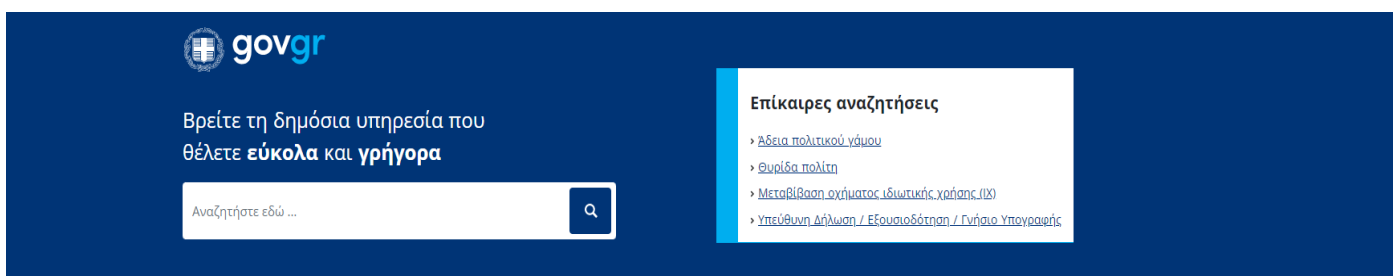 govgr
Βρείτε τη δημόσια υπηρεσία που
θέλετε εύκολα και γρήγορα
Αναζητήστε εδώ ...
Επίκαιρες αναζητήσεις
› Άδεια πολιτικού γάμου
› Θυρίδα πολίτη
› Μεταβίβαση οχήματος ιδιωτικής χρήσης (ΙΧ)
› Υπεύθυνη Δήλωση / Εξουσιοδότηση / Γνήσιο Υπογραφής